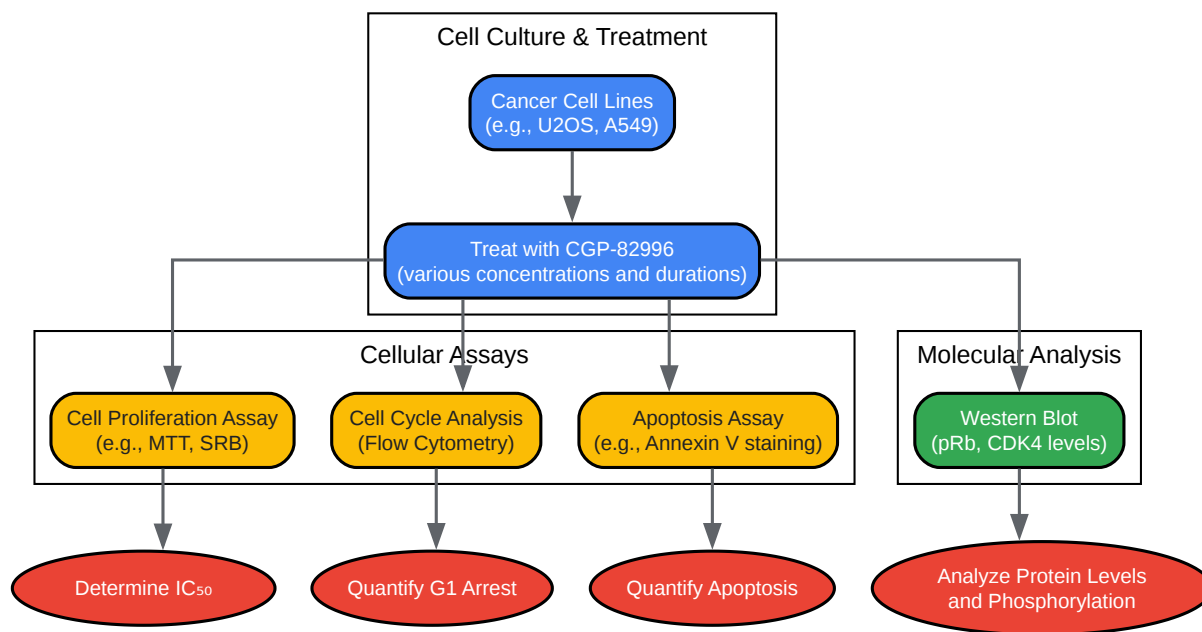 Cell Culture & Treatment
Cancer Cell Lines
(e.g., U2OS, A549)
Treat with CGP-82996
(various concentrations and durations)
Cellular Assays
Molecular Analysis
Cell Proliferation Assay
(e.g., MTT, SRB)
Cell Cycle Analysis
(Flow Cytometry)
Apoptosis Assay
(e.g., Annexin V staining)
Western Blot
(pRb, CDK4 levels)
Determine IC₅₀
Quantify G1 Arrest
Quantify Apoptosis
Analyze Protein Levels
and Phosphorylation